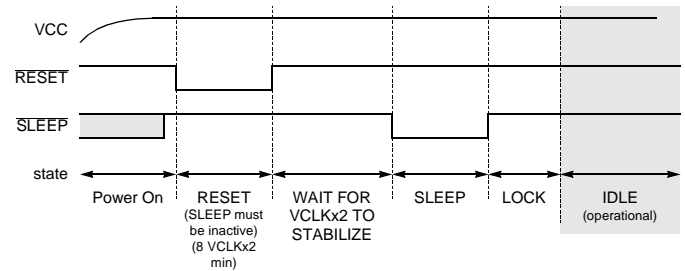 VCC
RESET
SLEEP
state
Power On
RESET
(SLEEP must
be inactive)
(8 VCLKx2
min)
WAIT FOR
VCLKx2 TO
STABILIZE
SLEEP
LOCK
IDLE
(operational)